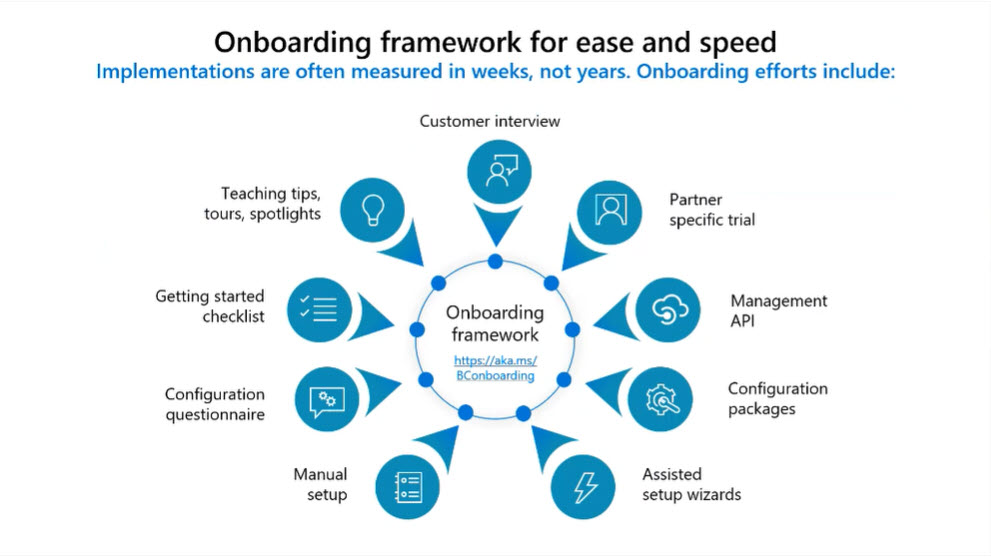 Onboarding framework for ease and speed
Implementations are often measured in weeks, not years. Onboarding efforts include:
Customer interview
Partner
specific trial
Management
API
Configuration
packages
Assisted
setup wizards
Manual
setup
Configuration
questionnaire
Getting started
checklist
Teaching tips,
tours, spotlights
Onboarding
framework
https://aka.ms/
BConboarding